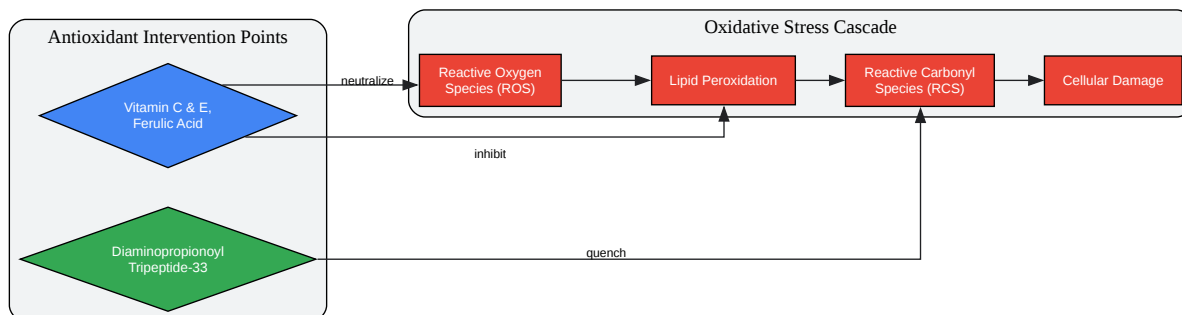 Antioxidant Intervention Points
Oxidative Stress Cascade
Vitamin C & E,
Ferulic Acid
neutralize
Reactive Oxygen
Species (ROS)
Lipid Peroxidation
Reactive Carbonyl
Species (RCS)
Cellular Damage
inhibit
Diaminopropionoyl
Tripeptide-33
quench